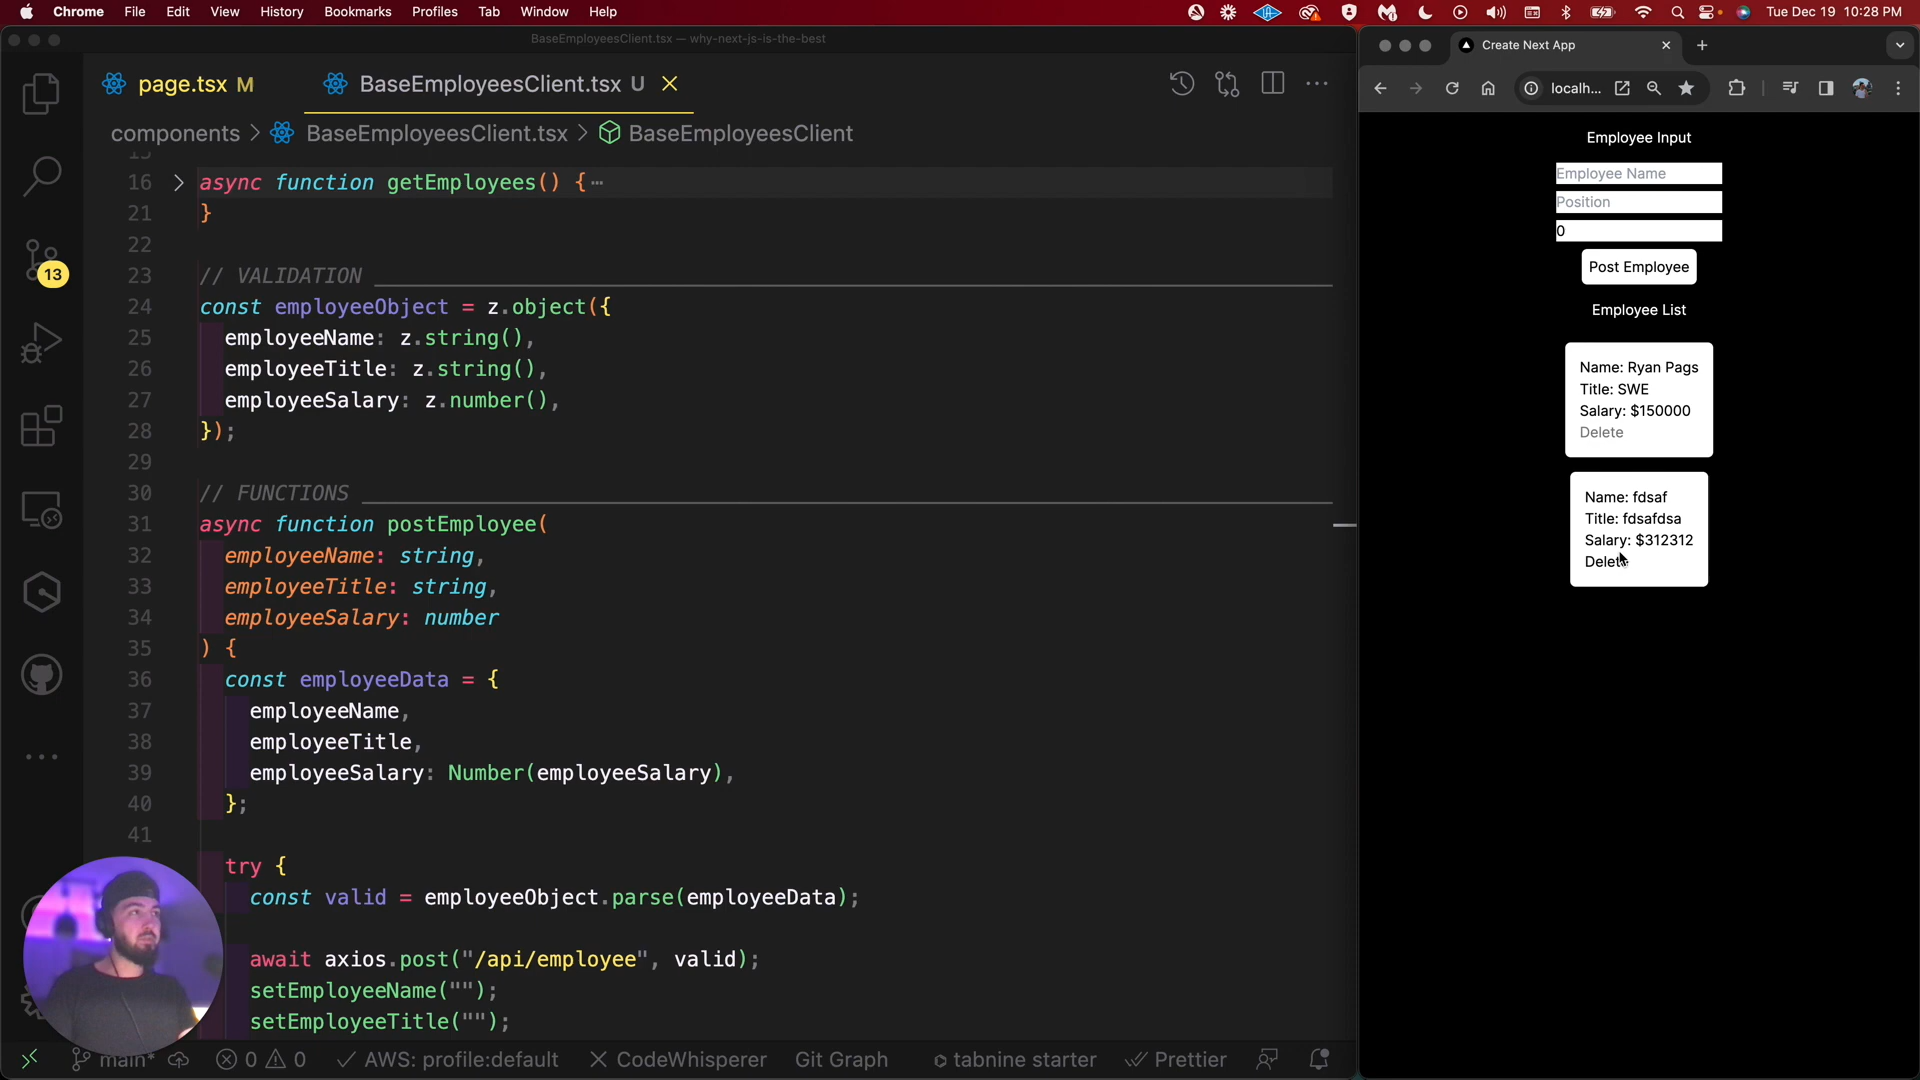 Chrome File Edit View History Bookmarks Profiles Tab Window Help
Tue Dec 19 10:28 PM
BaseEmployeesClient.tsx — why-next-js-is-the-best
page.tsx M
BaseEmployeesClient.tsx U
components > BaseEmployeesClient.tsx > BaseEmployeesClient
16 async function getEmployees() { ⋯
21 }
22
23 // VALIDATION
24 const employeeObject = z.object({
25 employeeName: z.string(),
26 employeeTitle: z.string(),
27 employeeSalary: z.number(),
28 });
29
30 // FUNCTIONS
31 async function postEmployee(
32 employeeName: string,
33 employeeTitle: string,
34 employeeSalary: number
35 ) {
36 const employeeData = {
37 employeeName,
38 employeeTitle,
39 employeeSalary: Number(employeeSalary),
40 };
41
try {
const valid = employeeObject.parse(employeeData);
await axios.post("/api/employee", valid);
setEmployeeName("");
setEmployeeTitle("");
13
main* 0 0 AWS: profile:default CodeWhisperer Git Graph tabnine starter Prettier
Create Next App
localh...
Employee Input
Employee Name
Position
0
Post Employee
Employee List
Name: Ryan Pags
Title: SWE
Salary: $150000
Delete
Name: fdsaf
Title: fdsafdsa
Salary: $312312
Delete